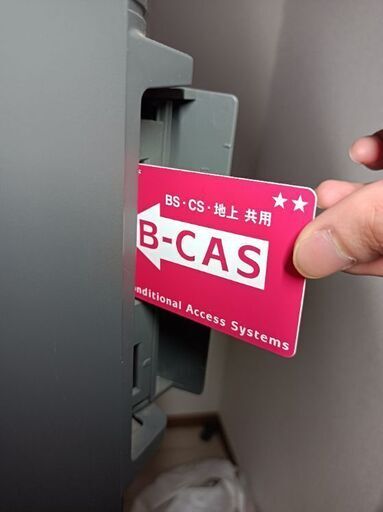 ★★
BS・CS・地上 共用
B-CAS
onditional Access Systems